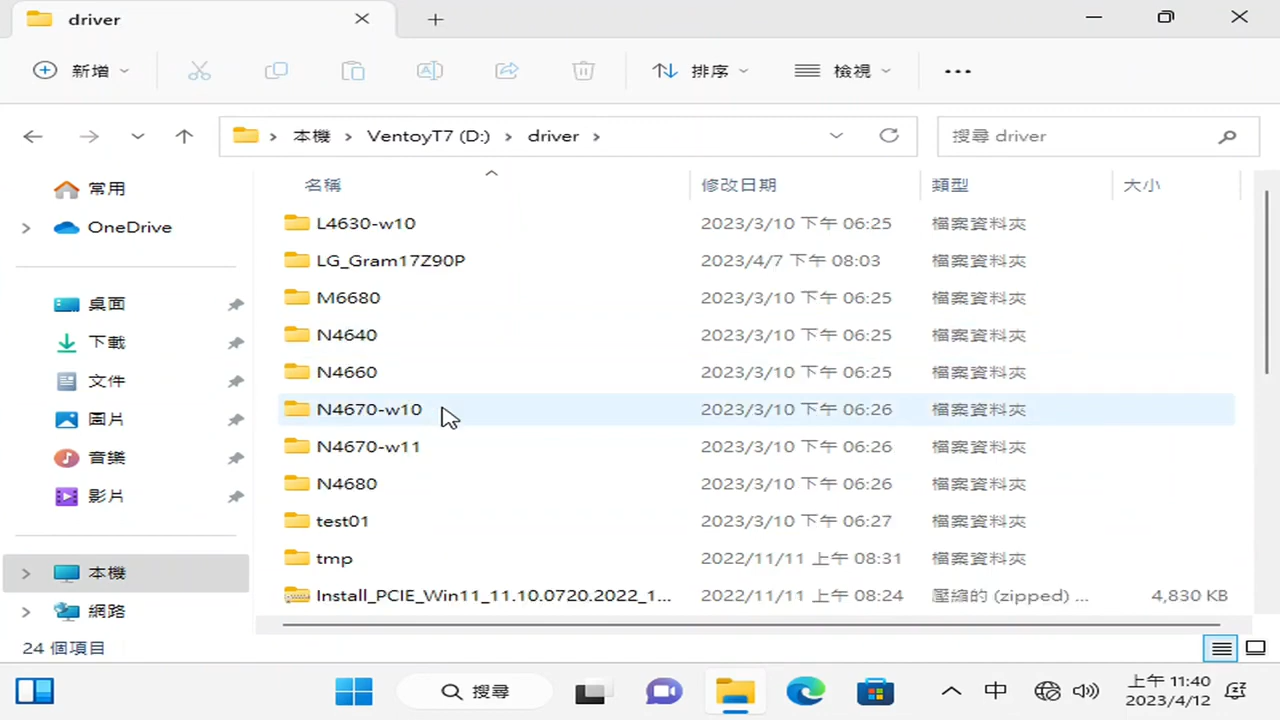 driver
新增
排序
檢視
本機 > VentoyT7 (D:) > driver >
搜尋 driver
常用
OneDrive
桌面
下載
文件
圖片
音樂
影片
本機
網路
名稱 修改日期 類型 大小
L4630-w10 2023/3/10 下午 06:25 檔案資料夾
LG_Gram17Z90P 2023/4/7 下午 08:03 檔案資料夾
M6680 2023/3/10 下午 06:25 檔案資料夾
N4640 2023/3/10 下午 06:25 檔案資料夾
N4660 2023/3/10 下午 06:25 檔案資料夾
N4670-w10 2023/3/10 下午 06:26 檔案資料夾
N4670-w11 2023/3/10 下午 06:26 檔案資料夾
N4680 2023/3/10 下午 06:26 檔案資料夾
test01 2023/3/10 下午 06:27 檔案資料夾
tmp 2022/11/11 上午 08:31 檔案資料夾
Install_PCIE_Win11_11.10.0720.2022_1... 2022/11/11 上午 08:24 壓縮的 (zipped) ... 4,830 KB
24 個項目
搜尋
中
上午 11:40
2023/4/12